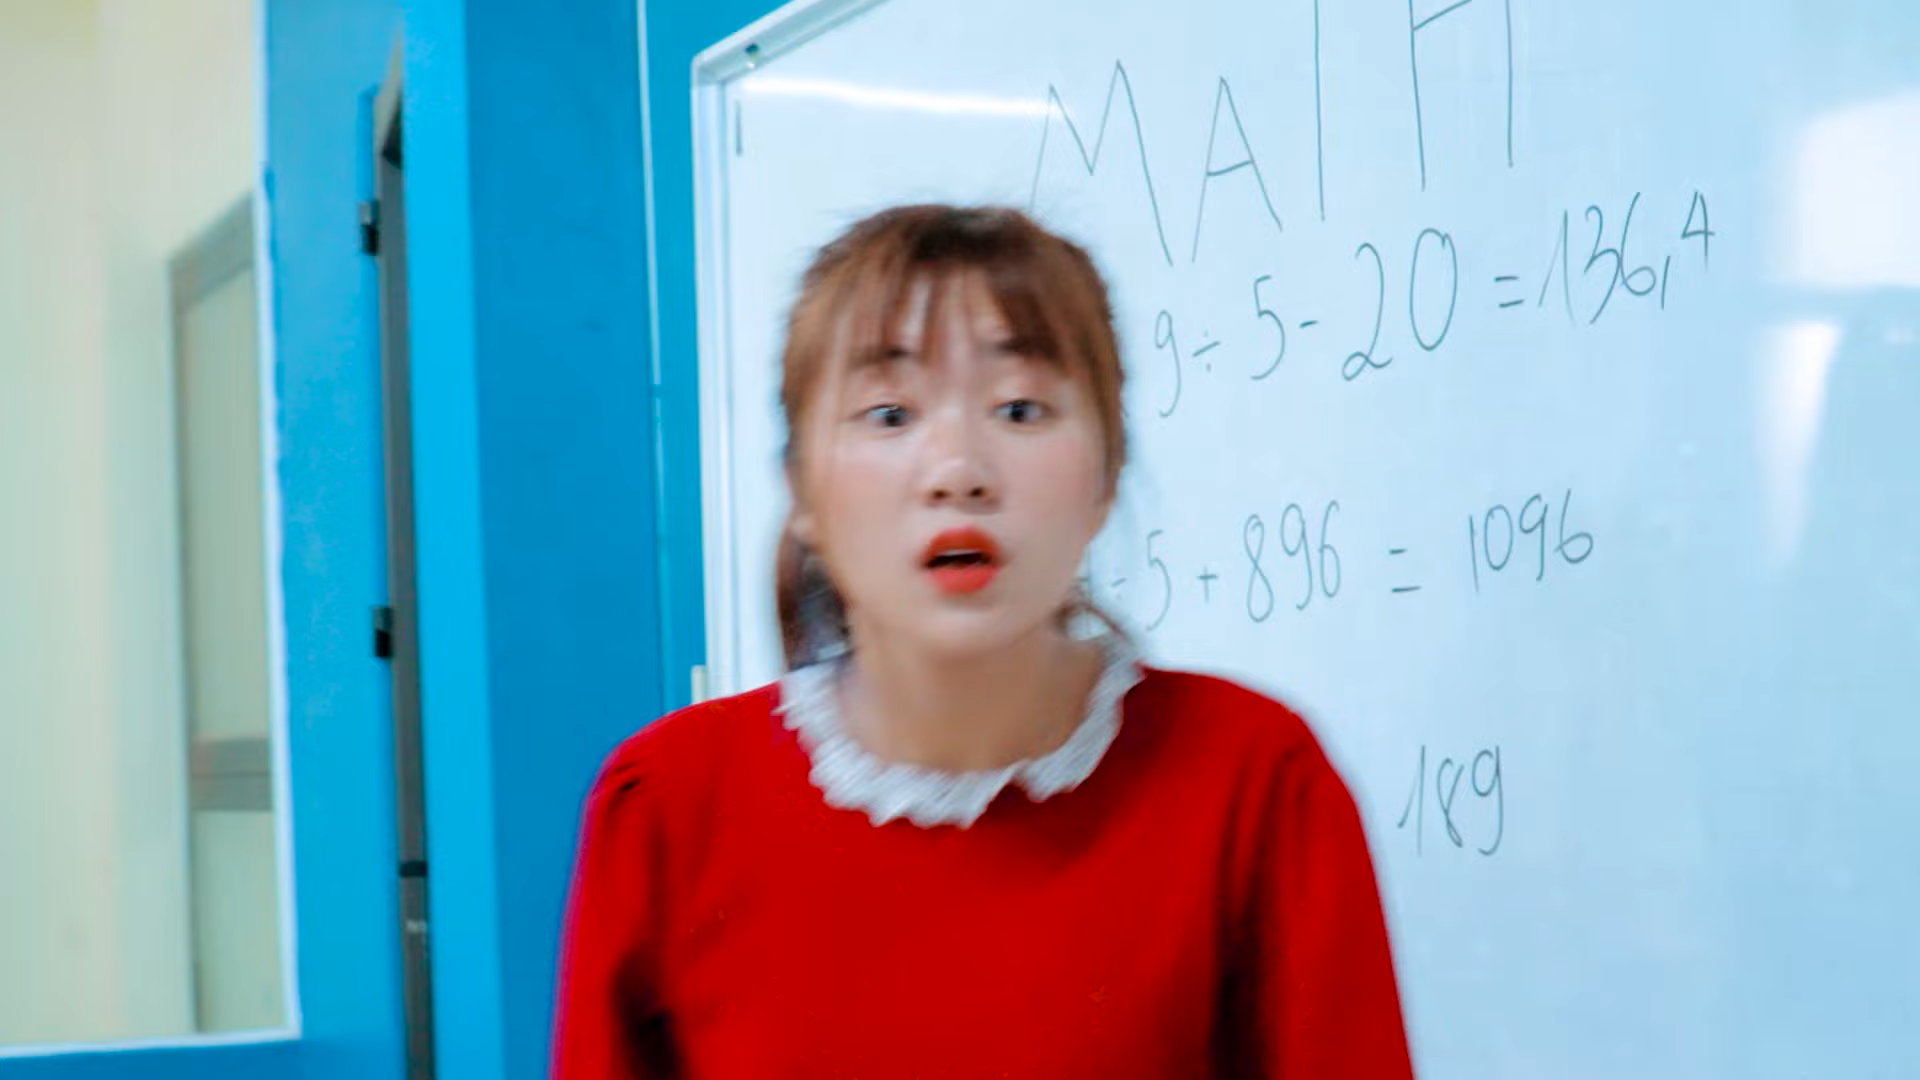 MATH
9 ÷ 5 - 20 = 136,4
÷ 5 + 896 = 1096
189